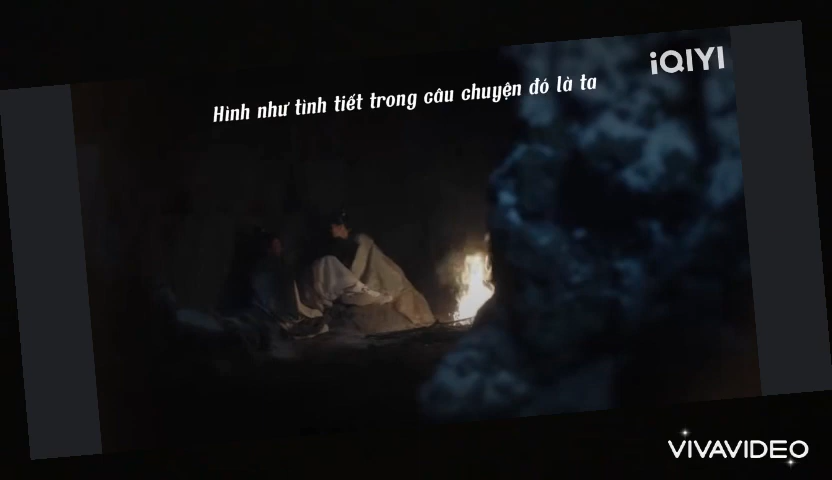 iQIYI
Hình như tình tiết trong câu chuyện đó là ta
VIVAVIDEO